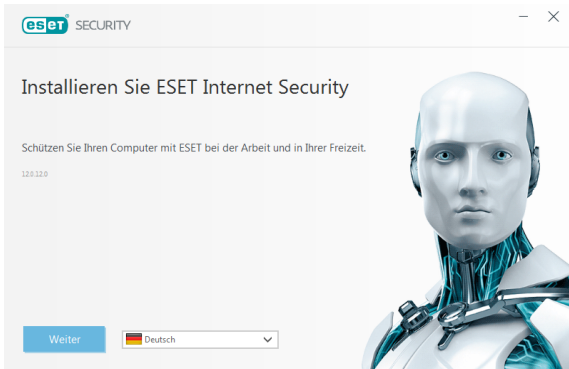 eset SECURITY
Installieren Sie ESET Internet Security
Schützen Sie Ihren Computer mit ESET bei der Arbeit und in Ihrer Freizeit.
12.0.12.0
Weiter
Deutsch